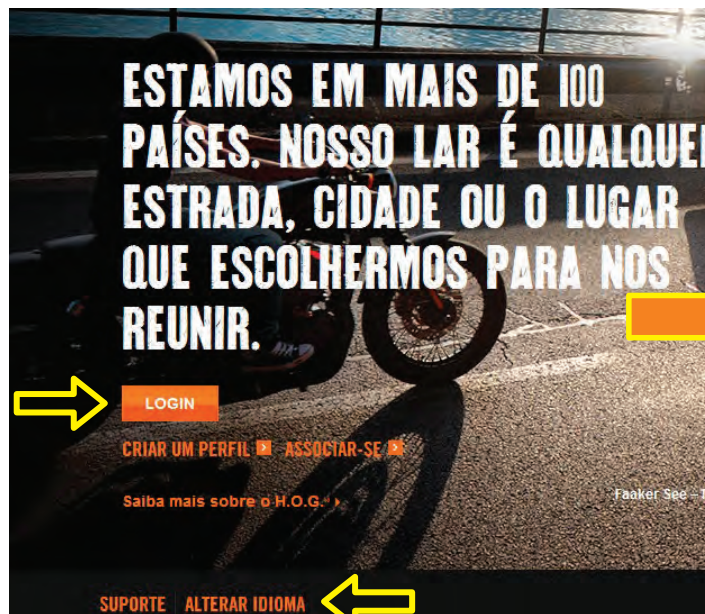 ESTAMOS EM MAIS DE 100
PAÍSES. NOSSO LAR É QUALQUE
ESTRADA, CIDADE OU O LUGAR
QUE ESCOLHERMOS PARA NOS
REUNIR.
LOGIN
CRIAR UM PERFIL ASSOCIAR-SE
Saiba mais sobre o H.O.G.
Faaker See –
SUPORTE ALTERAR IDIOMA